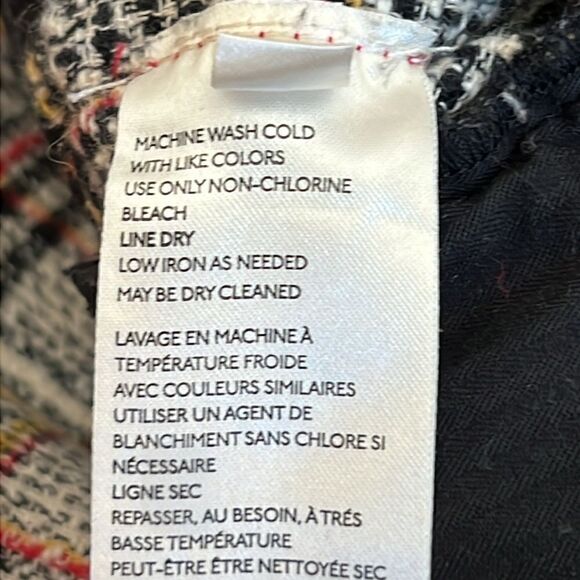 MACHINE WASH COLD
WITH LIKE COLORS
USE ONLY NON-CHLORINE
BLEACH
LINE DRY
LOW IRON AS NEEDED
MAY BE DRY CLEANED
LAVAGE EN MACHINE À
TEMPÉRATURE FROIDE
AVEC COULEURS SIMILAIRES
UTILISER UN AGENT DE
BLANCHIMENT SANS CHLORE SI
NÉCESSAIRE
LIGNE SEC
REPASSER, AU BESOIN, À TRÉS
BASSE TEMPÉRATURE
PEUT-ÊTRE ÊTRE NETTOYÉE SEC